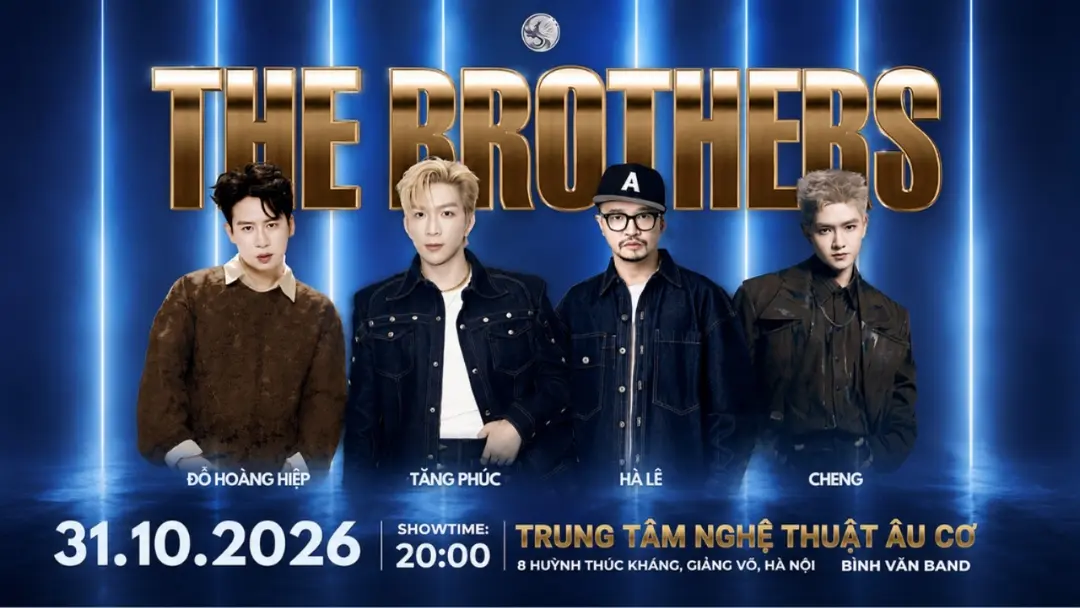 THE BROTHERS
A
ĐỖ HOÀNG HIỆP
TĂNG PHÚC
HÀ LÊ
CHENG
31.10.2026
SHOWTIME:
20:00
TRUNG TÂM NGHỆ THUẬT ÂU CƠ
8 HUỲNH THÚC KHÁNG, GIẢNG VÕ, HÀ NỘI
BÌNH VĂN BAND